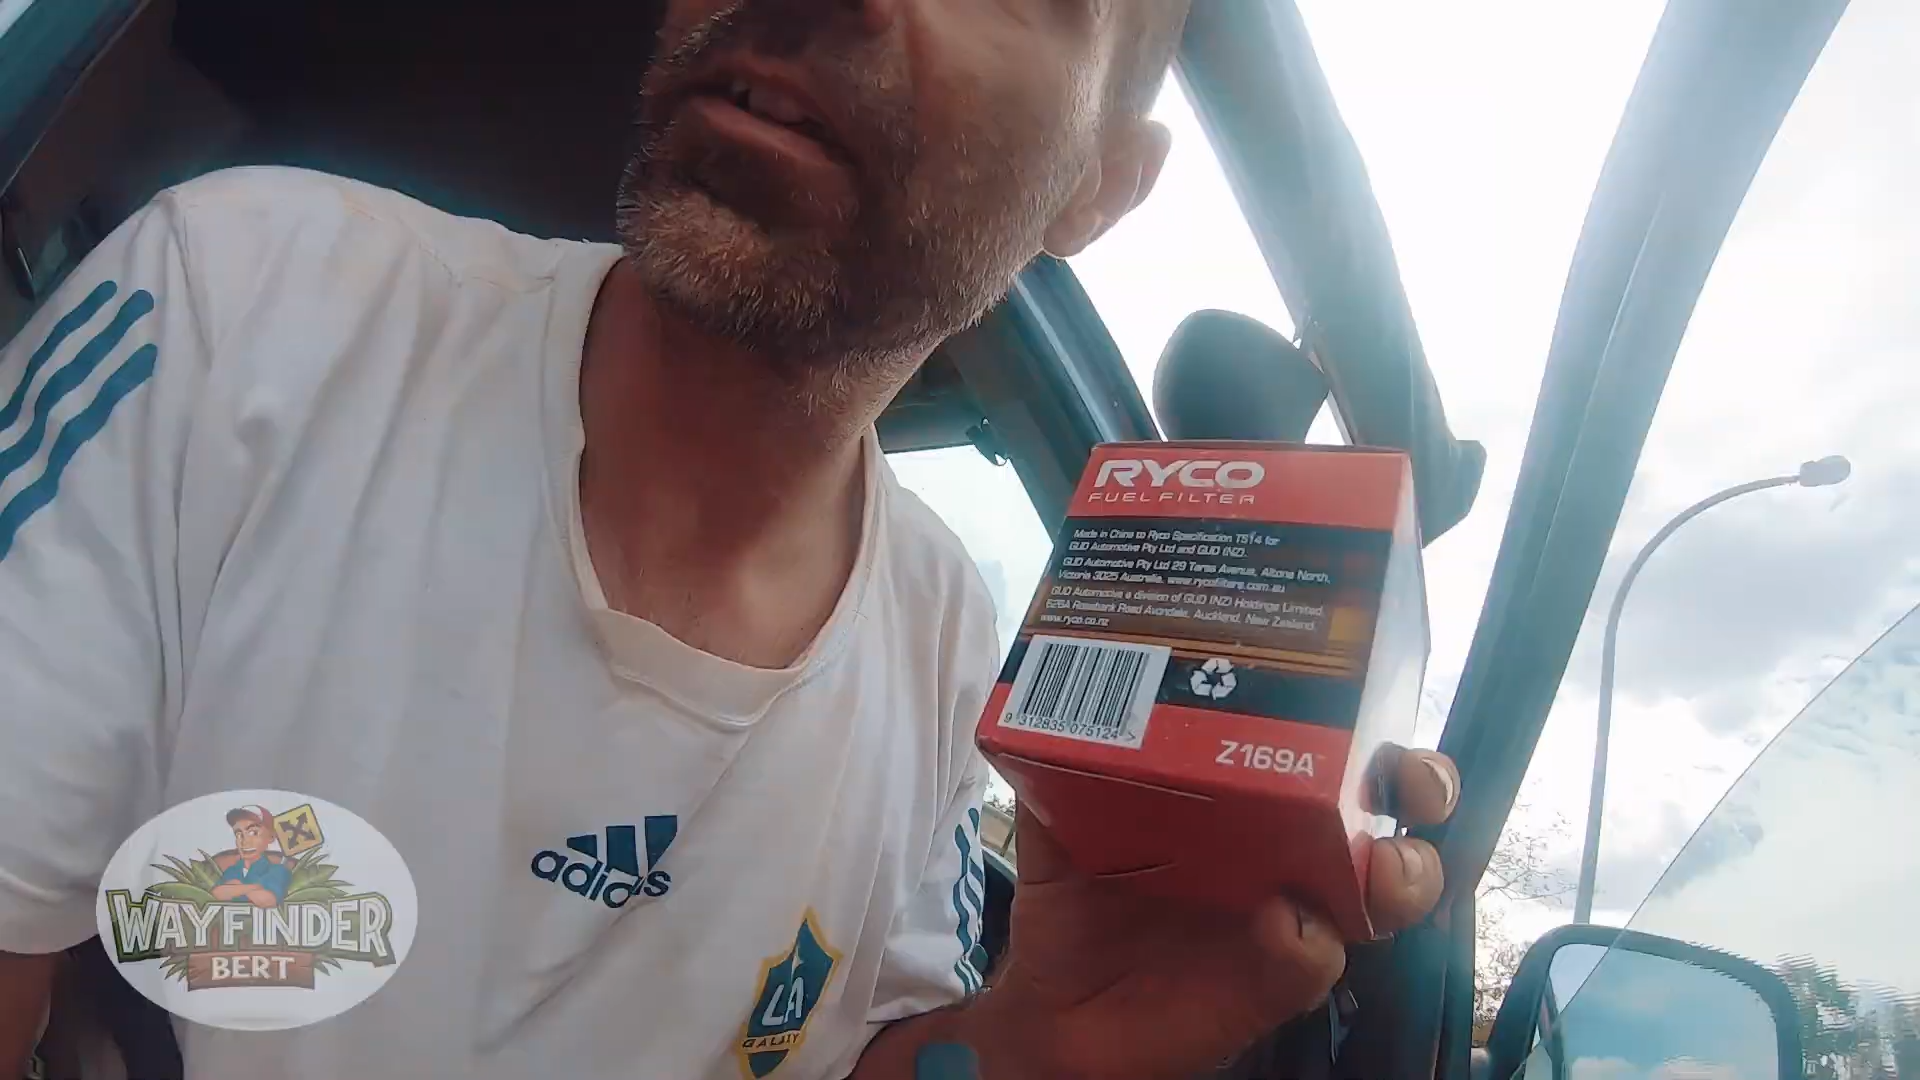 RYCO
FUEL FILTER
Made in China to Ryco Specification TS14 for
GUD Automotive Pty Ltd and GUD (NZ).
GUD Automotive Pty Ltd 29 Taras Avenue, Altona North,
Victoria 3025 Australia. www.rycofilters.com.au
GUD Automotive a division of GUD (NZ) Holdings Limited
626A Rosebank Road Avondale, Auckland, New Zealand.
www.ryco.co.nz
9 312835 075124 >
Z169A
adidas
LA
GALAXY
WAYFINDER
BERT